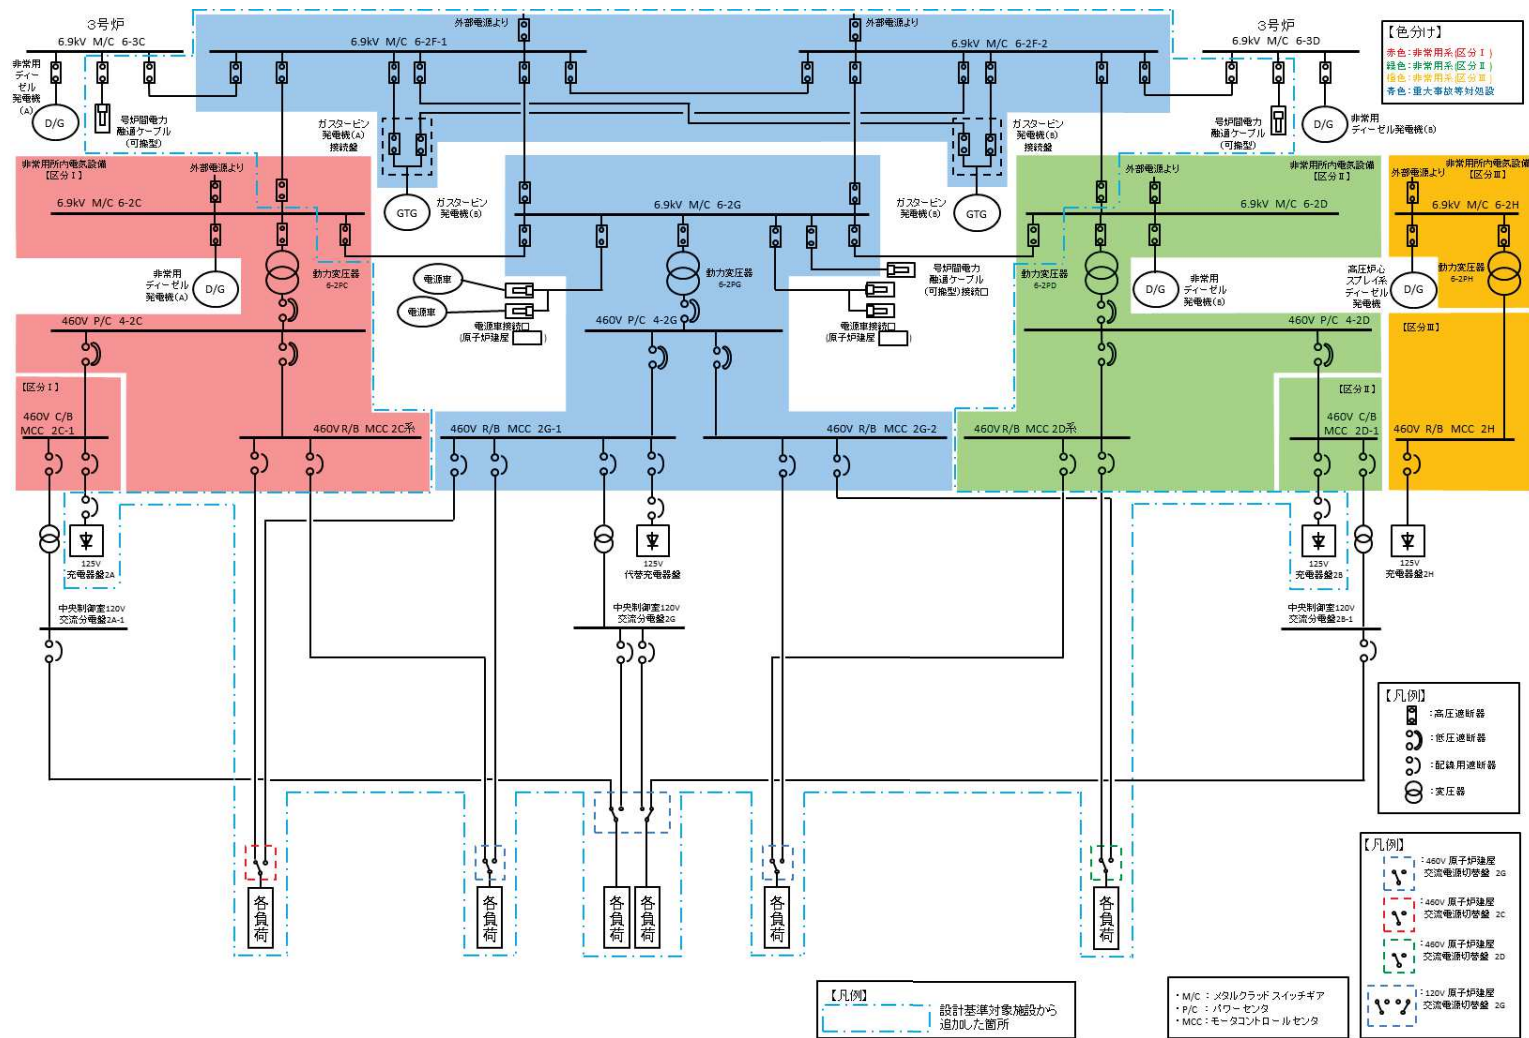 3号炉
6.9kV M/C 6-3C
非常用
ディー
ゼル
発電機
(A)
D/G
号炉間電力
融通ケーブル
(可搬型)
外部電源より
6.9kV M/C 6-2F-1
外部電源より
6.9kV M/C 6-2F-2
3号炉
6.9kV M/C 6-3D
号炉間電力
融通ケーブル
(可搬型)
D/G
非常用
ディーゼル発電機(B)
【色分け】
赤色:非常用系(区分Ⅰ)
緑色:非常用系(区分Ⅱ)
橙色:非常用系(区分Ⅲ)
青色:重大事故等対処設
ガスタービン
発電機(A)
接続盤
GTG
ガスタービン
発電機(B)
ガスタービン
発電機(B)
接続盤
ガスタービン
発電機(B)
GTG
非常用所内電気設備
【区分Ⅰ】
外部電源より
6.9kV M/C 6-2C
非常用
ディーゼル
発電機(A)
D/G
動力変圧器
6-2PC
460V P/C 4-2C
【区分Ⅰ】
460V C/B
MCC 2C-1
460V R/B MCC 2C系
6.9kV M/C 6-2G
電源車
電源車
動力変圧器
6-2PG
号炉間電力
融通ケーブル
(可搬型)接続口
電源車接続口
(原子炉建屋 )
電源車接続口
(原子炉建屋 )
460V P/C 4-2G
460V R/B MCC 2G-1
460V R/B MCC 2G-2
非常用所内電気設備
【区分Ⅱ】
外部電源より
6.9kV M/C 6-2D
動力変圧器
6-2PD
D/G
非常用
ディーゼル
発電機(B)
460V P/C 4-2D
【区分Ⅱ】
460V C/B
MCC 2D-1
460V R/B MCC 2D系
非常用所内電気設備
【区分Ⅲ】
外部電源より
6.9kV M/C 6-2H
高圧炉心
スプレイ系
ディーゼル
発電機
D/G
動力変圧器
6-2PH
【区分Ⅲ】
460V R/B MCC 2H
125V
充電器盤2A
125V
代替充電器盤
125V
充電器盤2B
125V
充電器盤2H
中央制御室120V
交流分電盤2A-1
中央制御室120V
交流分電盤2G
中央制御室120V
交流分電盤2B-1
各負荷
各負荷
各負荷
各負荷
各負荷
各負荷
【凡例】
:高圧遮断器
:低圧遮断器
:配線用遮断器
:変圧器
【凡例】
:460V 原子炉建屋
交流電源切替盤 2G
:460V 原子炉建屋
交流電源切替盤 2C
:460V 原子炉建屋
交流電源切替盤 2D
:120V 原子炉建屋
交流電源切替盤 2G
【凡例】
設計基準対象施設から
追加した箇所
・M/C : メタルクラッド スイッチギア
・P/C : パワーセンタ
・MCC : モータコントロールセンタ